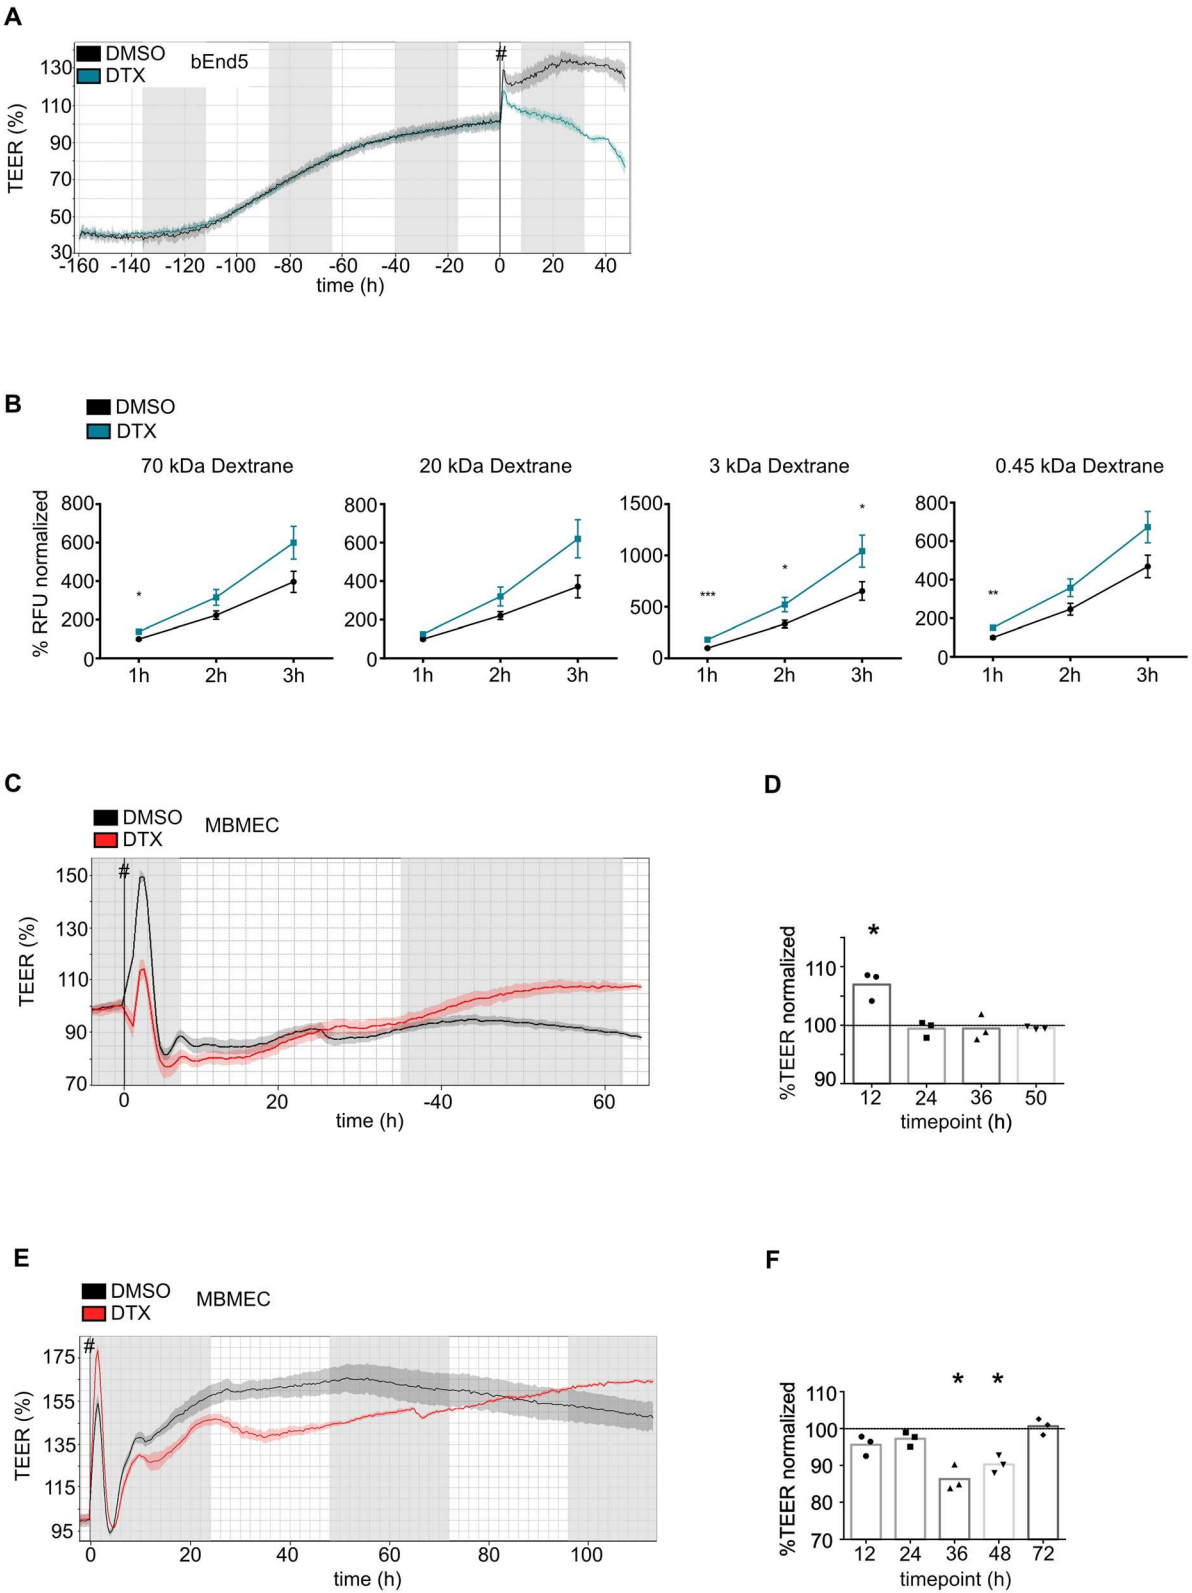 A
DMSO
DTX
bEnd5
#
TEER (%)
130
110
90
70
50
30
-160 -140 -120 -100 -80 -60 -40 -20 0 20 40
time (h)
B
DMSO
DTX
70 kDa Dextrane
20 kDa Dextrane
3 kDa Dextrane
0.45 kDa Dextrane
% RFU normalized
800
600
400
200
0
*
1h 2h 3h
800
600
400
200
0
1h 2h 3h
1500
1000
500
0
***
*
*
1h 2h 3h
800
600
400
200
0
**
1h 2h 3h
C
DMSO
DTX
MBMEC
#
TEER (%)
150
130
110
90
70
0 20 -40 60
time (h)
D
*
%TEER normalized
110
100
90
12 24 36 50
timepoint (h)
E
DMSO
DTX
MBMEC
#
TEER (%)
175
155
135
115
95
0 20 40 60 80 100
time (h)
F
* *
%TEER normalized
110
100
90
80
70
12 24 36 48 72
timepoint (h)